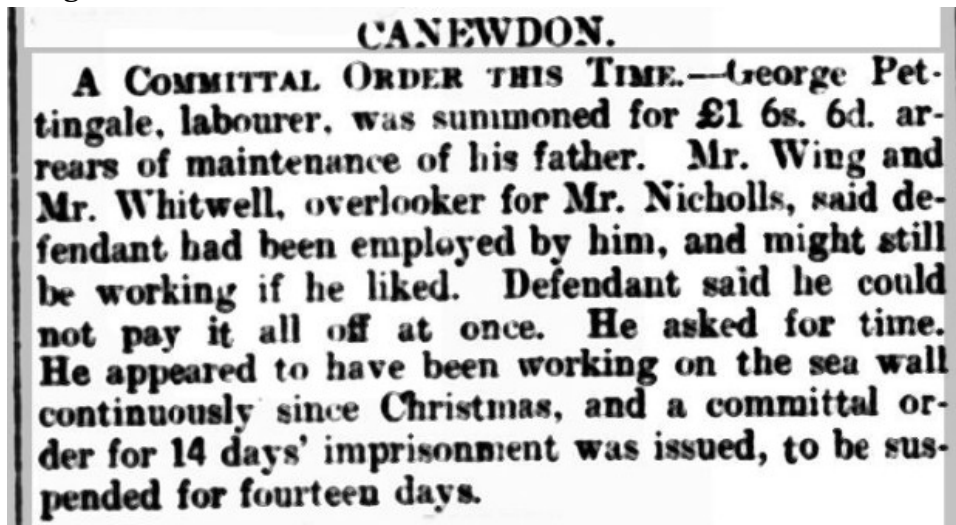 CANEWDON.
A COMMITTAL ORDER THIS TIME.—George Pet-
tingale, labourer, was summoned for £1 6s. 6d. ar-
rears of maintenance of his father. Mr. Wing and
Mr. Whitwell, overlooker for Mr. Nicholls, said de-
fendant had been employed by him, and might still
be working if he liked. Defendant said he could
not pay it all off at once. He asked for time.
He appeared to have been working on the sea wall
continuously since Christmas, and a committal or-
der for 14 days' imprisonment was issued, to be sus-
pended for fourteen days.